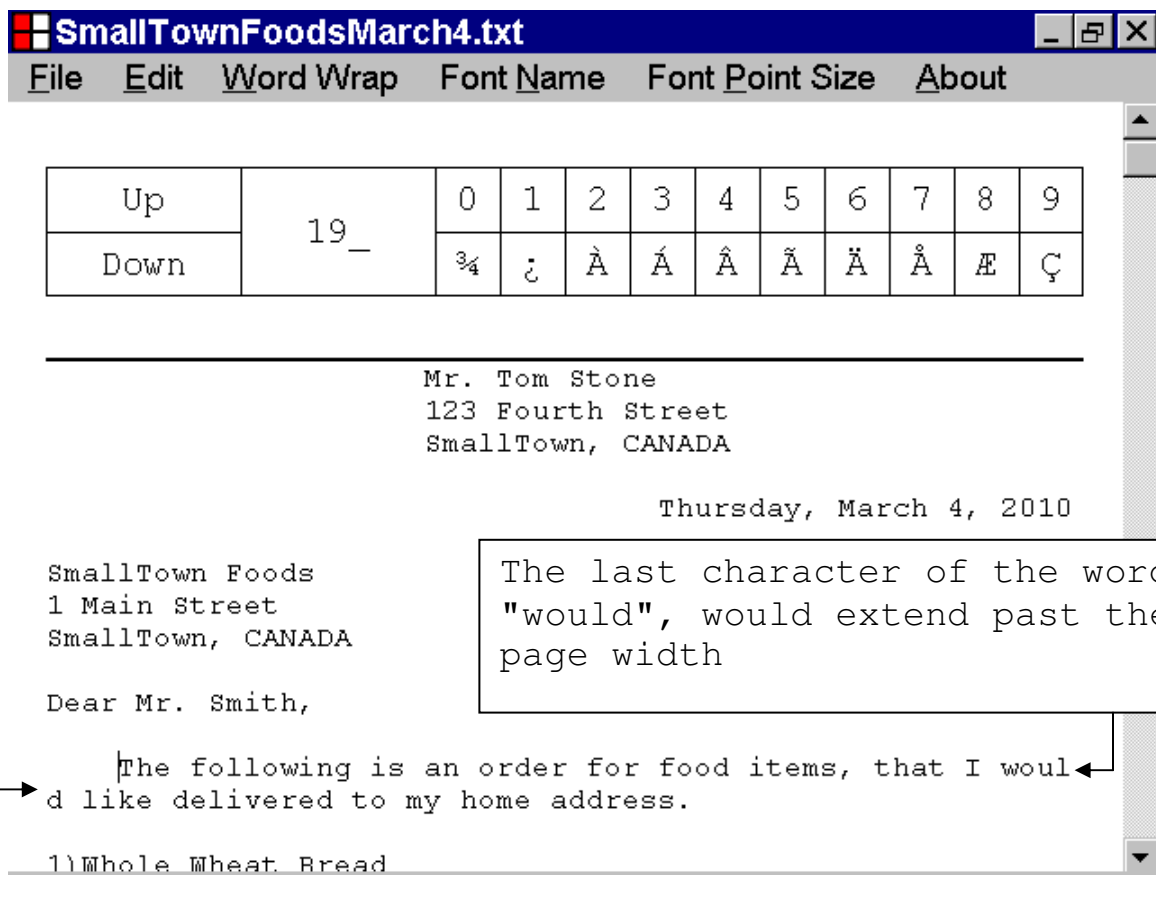 SmallTownFoodsMarch4.txt
File Edit Word Wrap Font Name Font Point Size About
Up 19_ 0 1 2 3 4 5 6 7 8 9
Down ¾ ¿ À Á Â Ã Ä Å Æ Ç
Mr. Tom Stone
123 Fourth Street
SmallTown, CANADA
Thursday, March 4, 2010
SmallTown Foods
1 Main Street
SmallTown, CANADA
The last character of the word
"would", would extend past the
page width
Dear Mr. Smith,
The following is an order for food items, that I woul
d like delivered to my home address.
1)Whole Wheat Bread